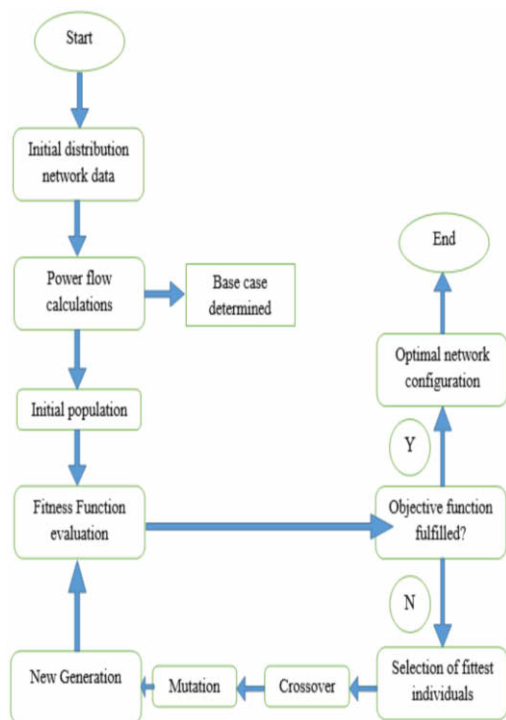 Start
Initial distribution
network data
Power flow
calculations
Base case
determined
Initial population
Fitness Function
evaluation
Objective function
fulfilled?
Y
Optimal network
configuration
End
N
Selection of fittest
individuals
Crossover
Mutation
New Generation